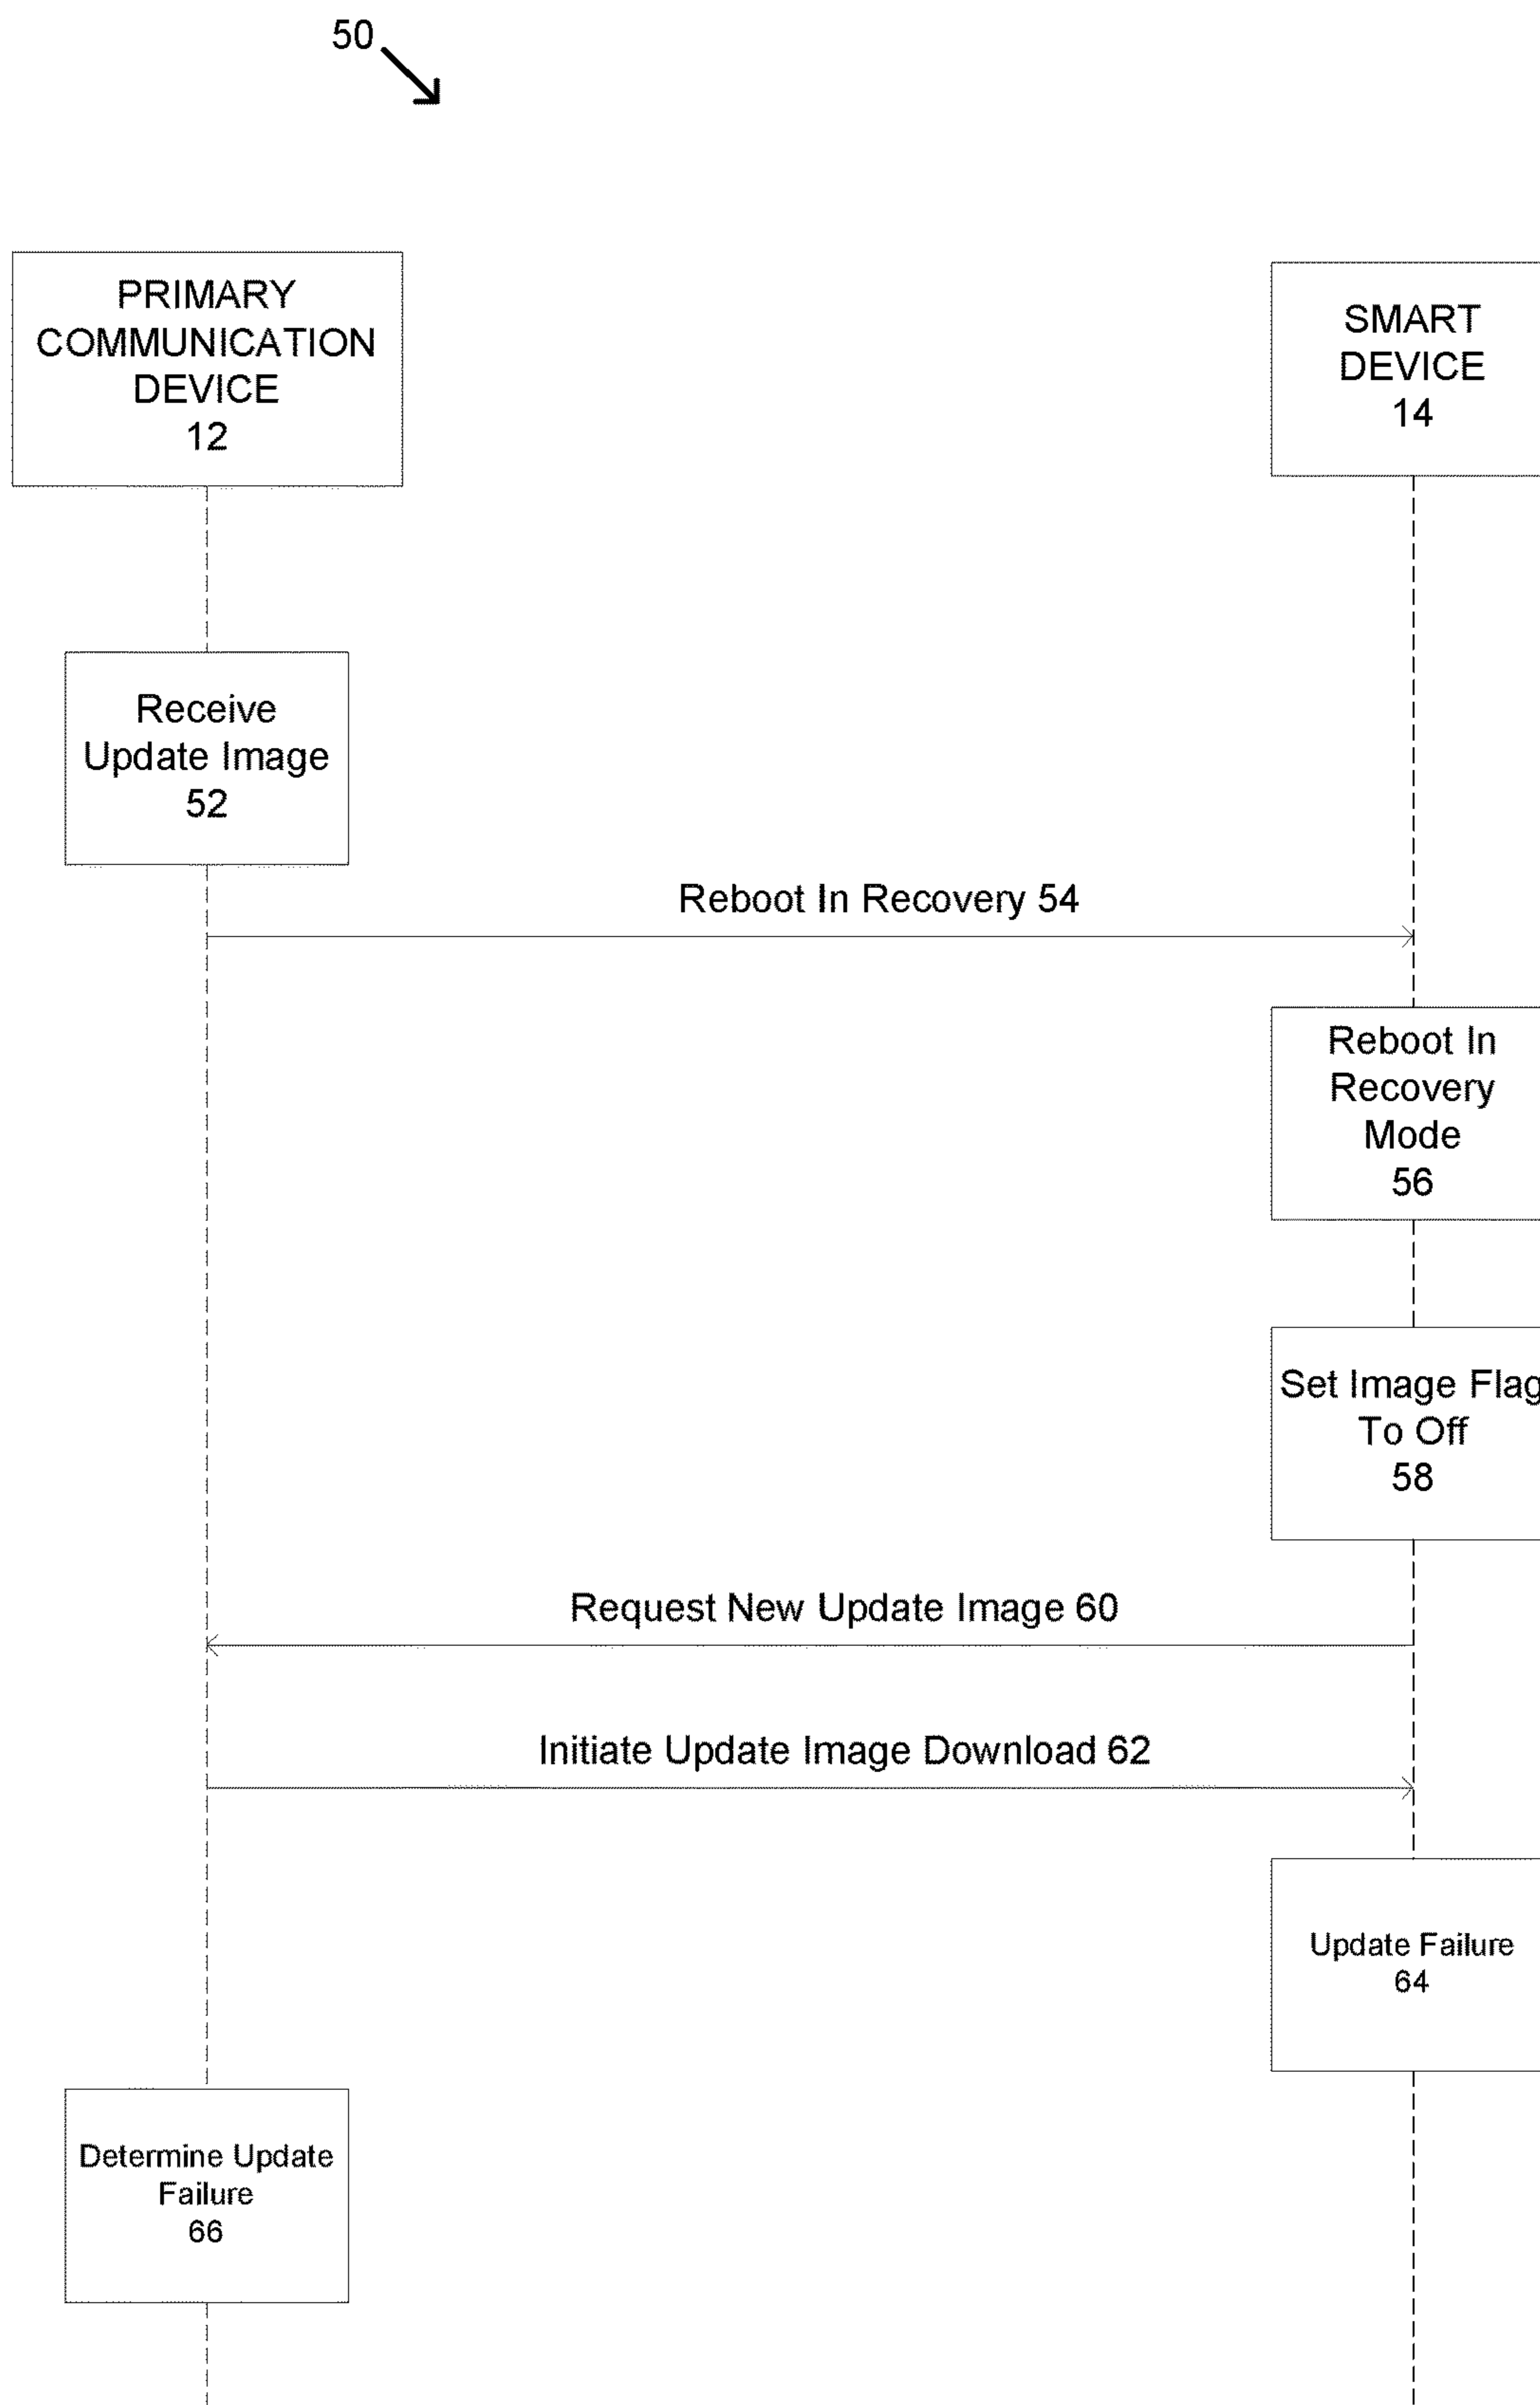 50
PRIMARY
COMMUNICATION
DEVICE
12
SMART
DEVICE
14
Receive
Update Image
52
Reboot In Recovery 54
Reboot In
Recovery
Mode
56
Set Image Flag
To Off
58
Request New Update Image 60
Initiate Update Image Download 62
Update Failure
64
Determine Update
Failure
66